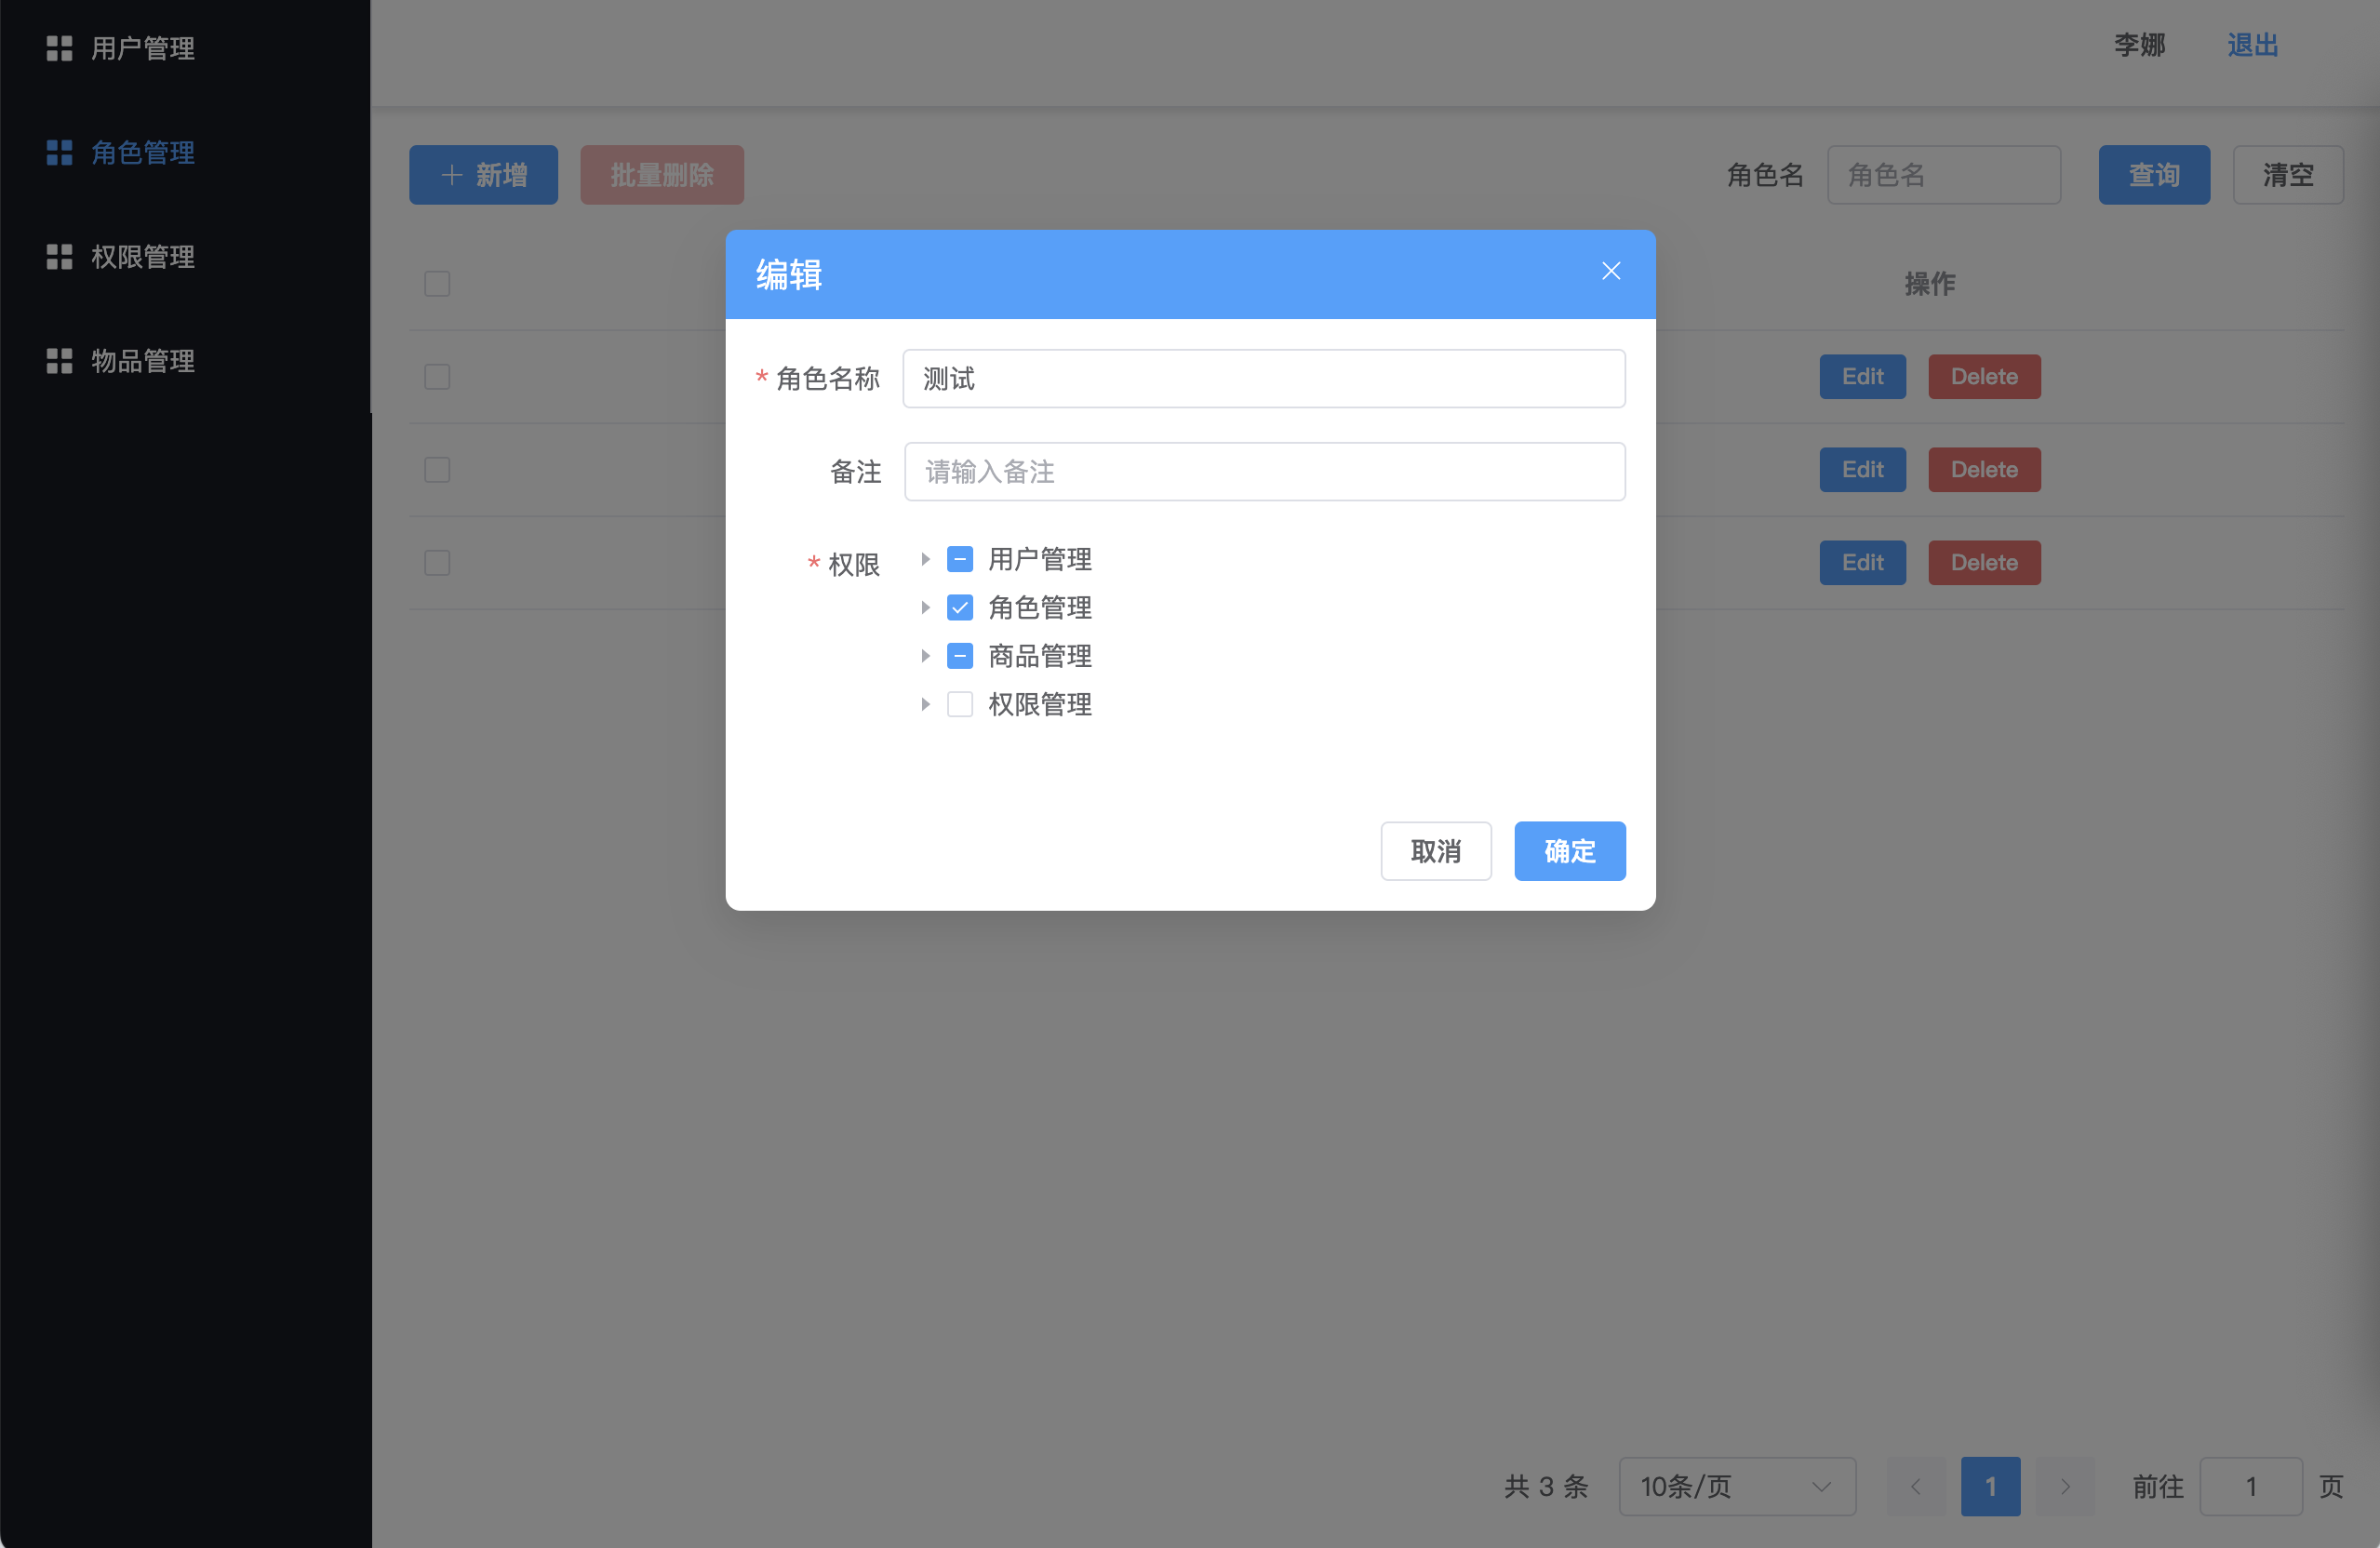 用户管理
角色管理
权限管理
物品管理
李娜 退出
+ 新增 批量删除 角色名 角色名 查询 清空
操作
Edit Delete
Edit Delete
Edit Delete
编辑
* 角色名称 测试
备注 请输入备注
* 权限
用户管理
角色管理
商品管理
权限管理
取消 确定
共 3 条 10条/页 1 前往 1 页